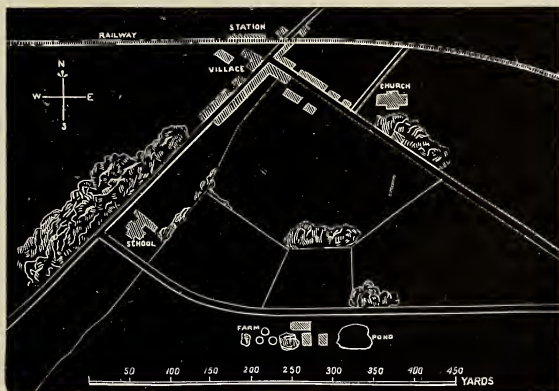 STATION
RAILWAY
VILLAGE
N
W E
S
CHURCH
SCHOOL
FARM
POND
50 100 150 200 250 300 350 400 450
YARDS